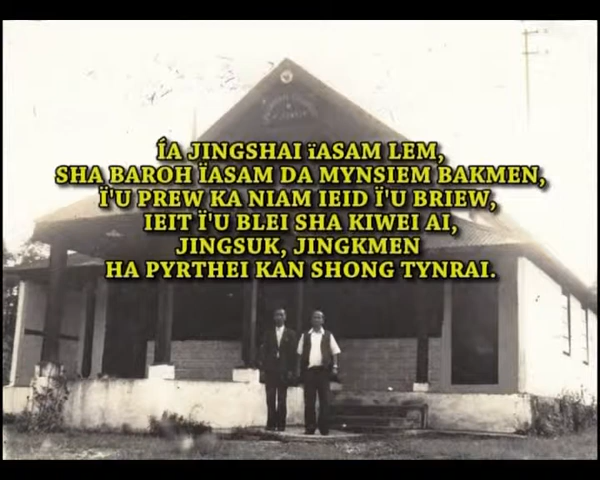 ÍA JINGSHAI ïASAM LEM,
SHA BAROH ÏASAM DA MYNSIEM BAKMEN,
Ï'U PREW KA NIAM IEID Ï'U BRIEW,
IEIT Ï'U BLEI SHA KIWEI AI,
JINGSUK, JINGKMEN
HA PYRTHEI KAN SHONG TYNRAI.